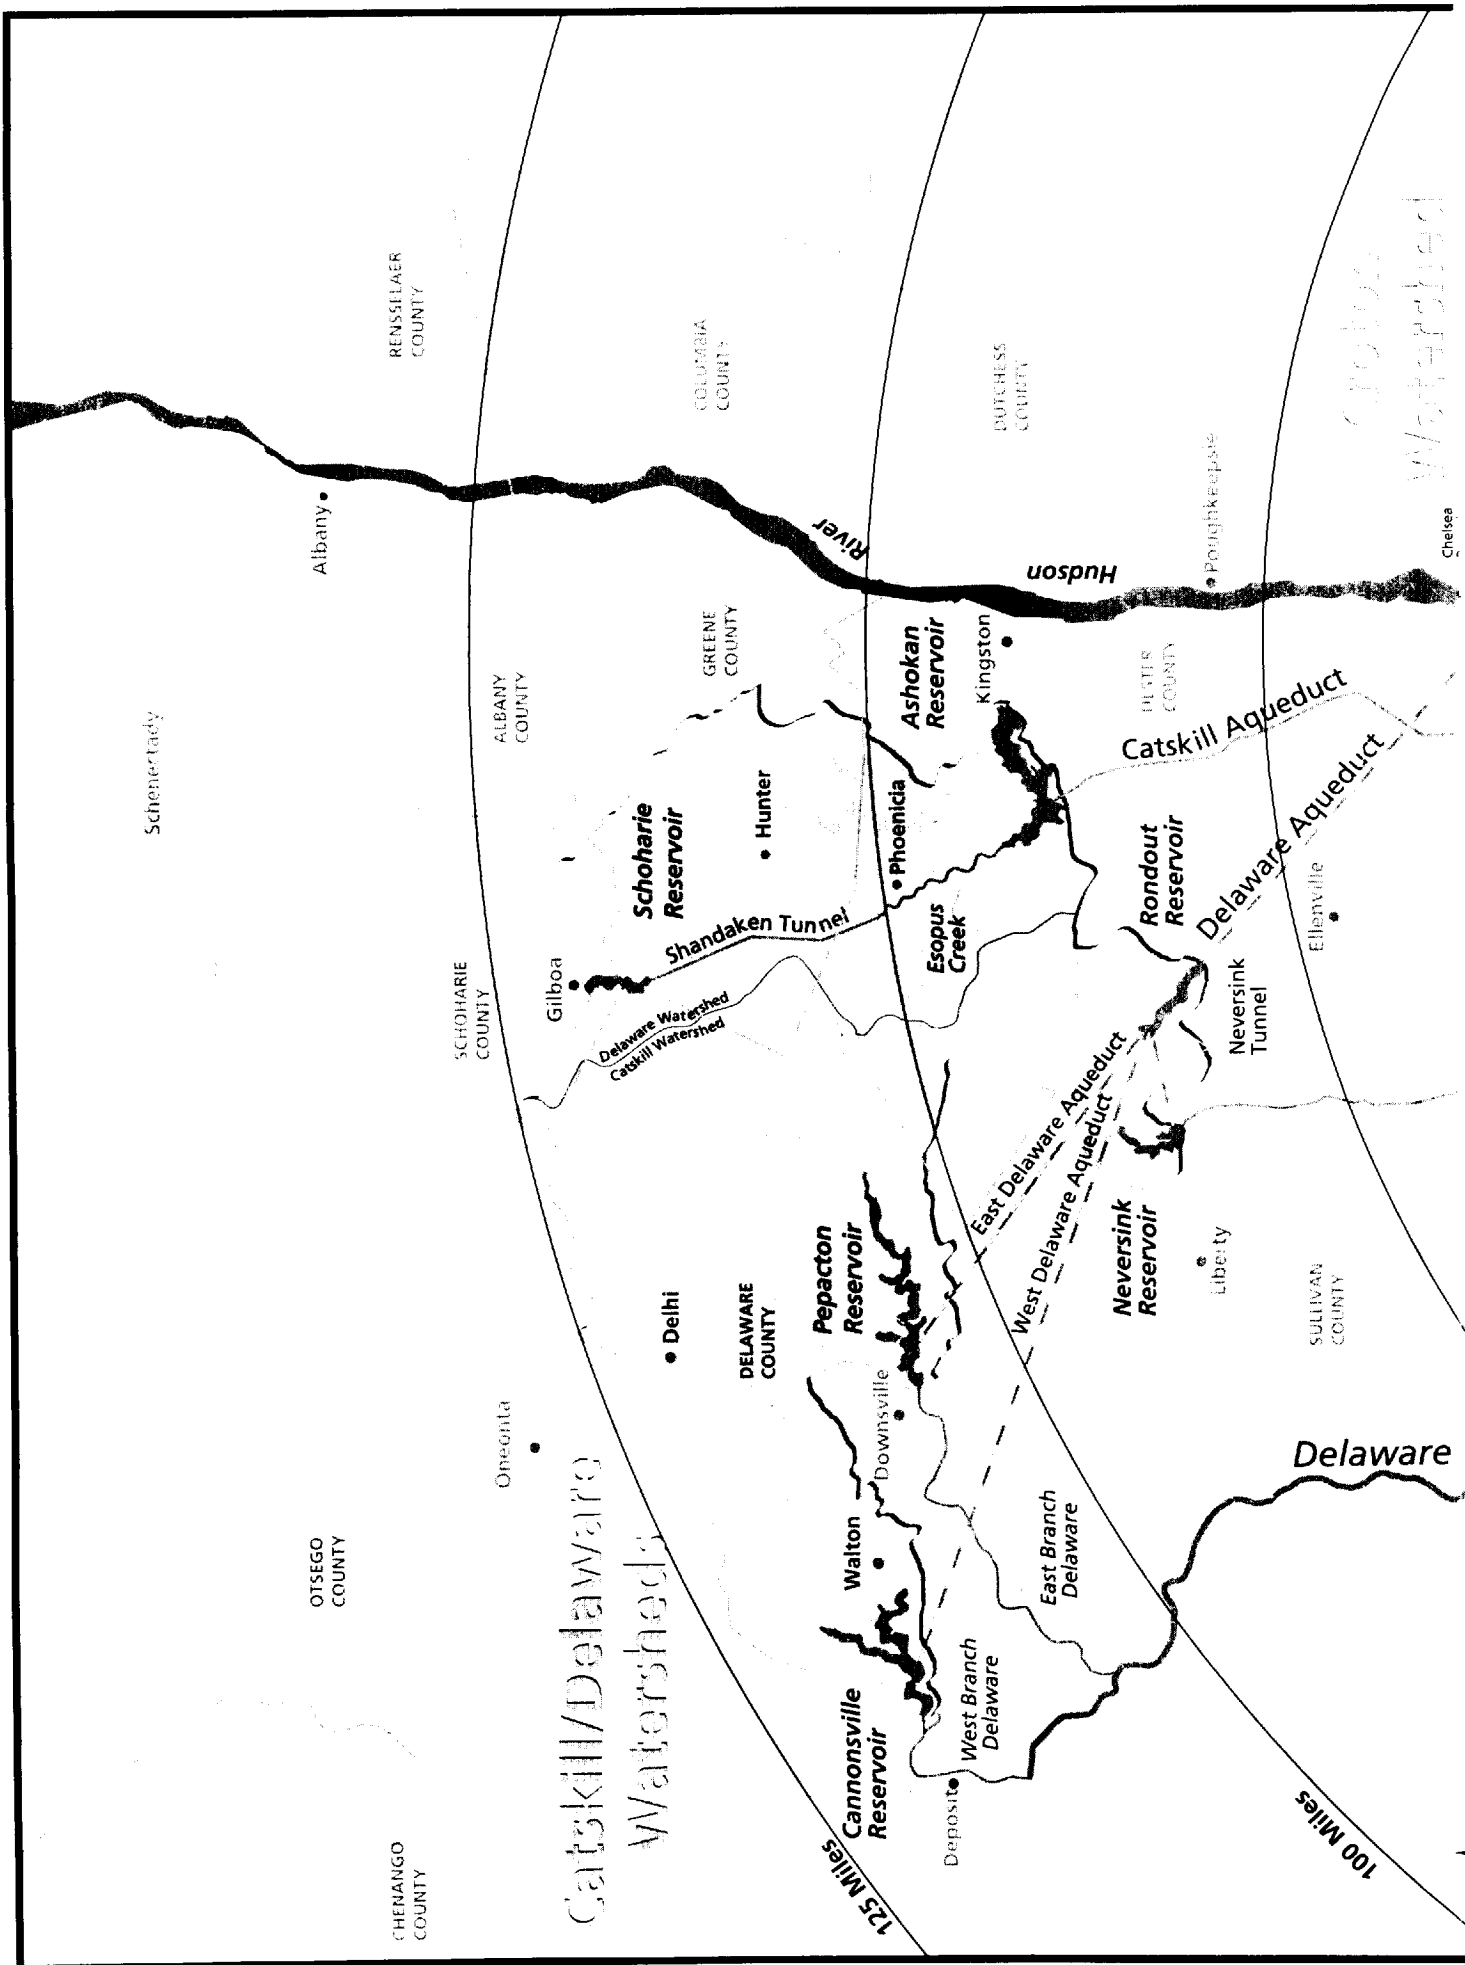 RENSSELAER
COUNTY
COLUMBIA
COUNTY
DUTCHESS
COUNTY
Croton
Watershed
Schenectady
Albany
ALBANY
COUNTY
GREENE
COUNTY
River
Hudson
Poughkeepsie
Chelsea
Ashokan
Reservoir
Kingston
ULSTER
COUNTY
Catskill Aqueduct
Delaware Aqueduct
Schoharie
Reservoir
Hunter
Phoenicia
Rondout
Reservoir
SCHOHARIE
COUNTY
Gilboa
Shandaken Tunnel
Delaware Watershed
Catskill Watershed
Esopus
Creek
Ellenville
Neversink
Tunnel
East Delaware Aqueduct
West Delaware Aqueduct
Neversink
Reservoir
Liberty
SULLIVAN
COUNTY
Oneonta
Delhi
DELAWARE
COUNTY
Pepacton
Reservoir
Downsville
Delaware
OTSEGO
COUNTY
Walton
East Branch
Delaware
Catskill/Delaware
Watersheds
Cannonsville
Reservoir
West Branch
Delaware
Deposit
CHENANGO
COUNTY
125 Miles
100 Miles